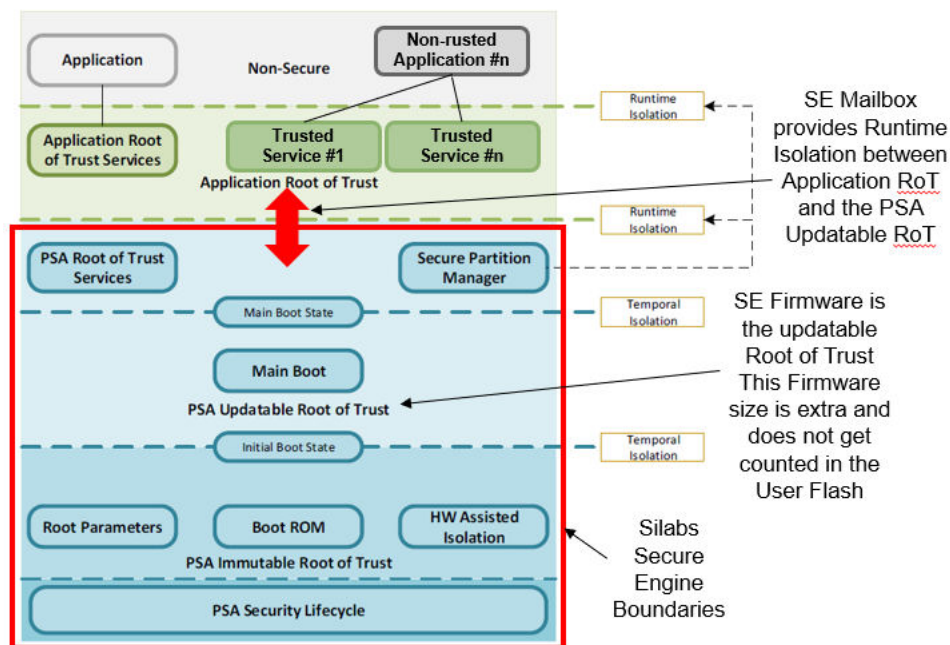 Application
Non-Secure
Non-rusted
Application #n
Runtime
Isolation
Application Root
of Trust Services
Trusted
Service #1
Trusted
Service #n
Application Root of Trust
Runtime
Isolation
SE Mailbox
provides Runtime
Isolation between
Application RoT
and the PSA
Updatable RoT
PSA Root of Trust
Services
Secure Partition
Manager
Main Boot State
Temporal
Isolation
Main Boot
PSA Updatable Root of Trust
SE Firmware is
the updatable
Root of Trust
This Firmware
size is extra and
does not get
counted in the
User Flash
Initial Boot State
Temporal
Isolation
Root Parameters
Boot ROM
HW Assisted
Isolation
PSA Immutable Root of Trust
Silabs
Secure
Engine
Boundaries
PSA Security Lifecycle